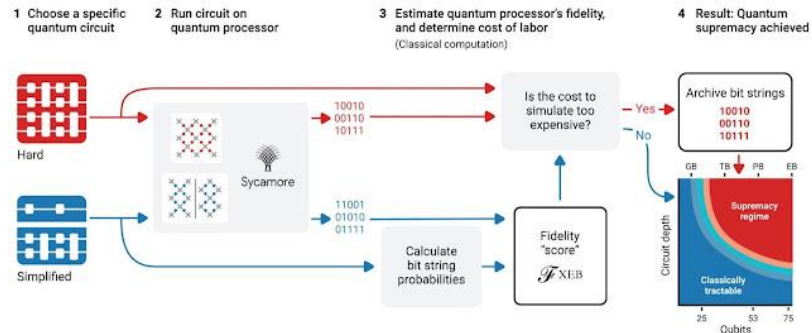 1 Choose a specific
quantum circuit
2 Run circuit on
quantum processor
3 Estimate quantum processor's fidelity,
and determine cost of labor
(Classical computation)
4 Result: Quantum
supremacy achieved
Hard
Simplified
Sycamore
10010
00110
10111
11001
01010
01111
Calculate
bit string
probabilities
Is the cost to
simulate too
expensive?
Yes
No
Fidelity
"score"
ℱ XEB
Archive bit strings
10010
00110
10111
GB TB PB EB
Supremacy
regime
Classically
tractable
Circuit depth
25 53 75
Qubits